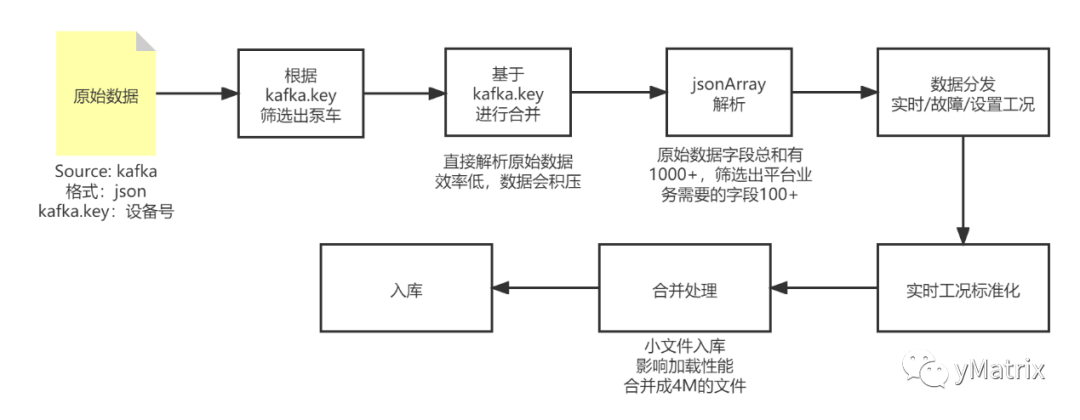 原始数据
Source: kafka
格式：json
kafka.key：设备号
根据
kafka.key
筛选出泵车
基于
kafka.key
进行合并
直接解析原始数据
效率低，数据会积压
jsonArray
解析
原始数据字段总和有
1000+，筛选出平台业
务需要的字段100+
数据分发
实时/故障/设置工况
实时工况标准化
合并处理
小文件入库
影响加载性能
合并成4M的文件
入库
yMatrix